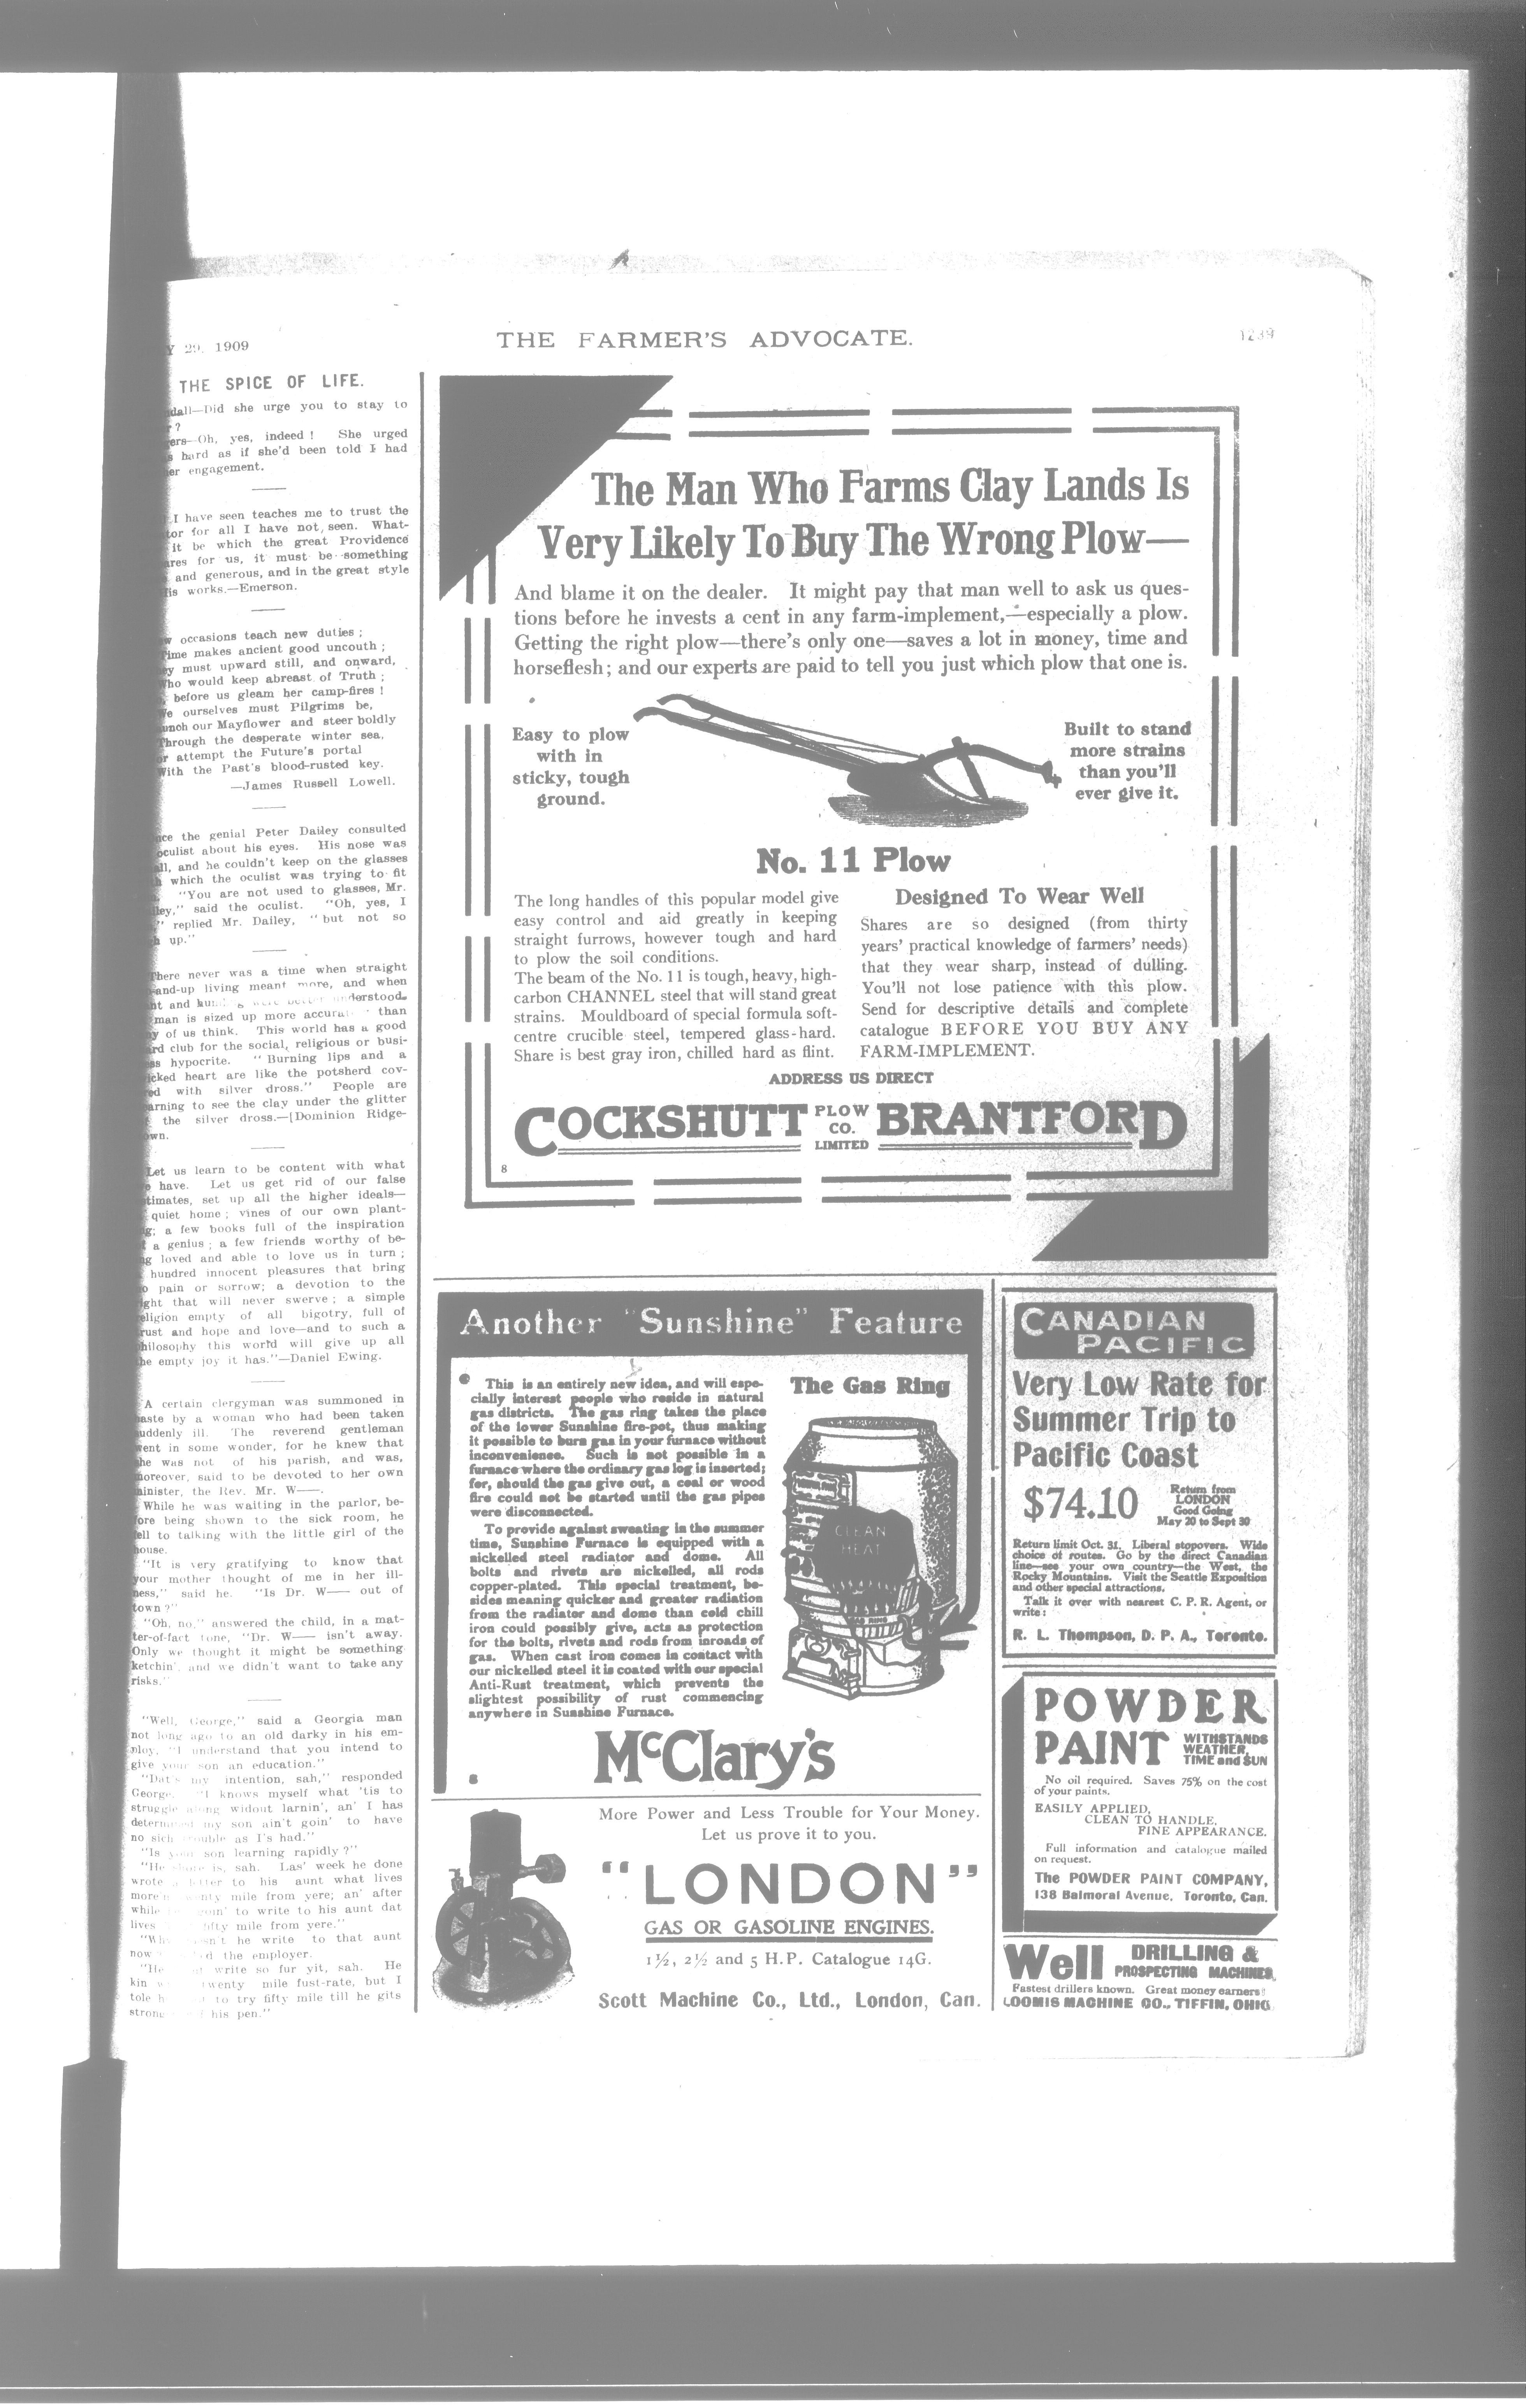 29, 1909
THE FARMER'S ADVOCATE.
1239
THE SPICE OF LIFE.
Did she urge you to stay to
?
Oh, yes, indeed ! She urged
hard as if she'd been told I had
engagement.
I have seen teaches me to trust the
for all I have not seen. What-
it be which the great Providence
for us, it must be something
and generous, and in the great style
works.—Emerson.
occasions teach new duties ;
Time makes ancient good uncouth ;
must upward still, and onward,
Who would keep abreast of Truth ;
before us gleam her camp-fires !
We ourselves must Pilgrims be,
our Mayflower and steer boldly
Through the desperate winter sea,
attempt the Future's portal
With the Past's blood-rusted key.
—James Russell Lowell.
the genial Peter Dailey consulted
oculist about his eyes. His nose was
and he couldn't keep on the glasses
which the oculist was trying to fit
"You are not used to glasses, Mr.
said the oculist. "Oh, yes, I
" replied Mr. Dailey, "but not so
up."
There never was a time when straight
living meant more, and when
and understood.
man is sized up more than
of us think. This world has a good
club for the social, religious or busi-
hypocrite. "Burning lips and a
heart are like the potsherd cov-
with silver dross." People are
to see the clay under the glitter
the silver dross.—[Dominion Ridge-
Let us learn to be content with what
have. Let us get rid of our false
set up all the higher ideals—
quiet home ; vines of our own plant-
a few books full of the inspiration
a genius ; a few friends worthy of be-
loved and able to love us in turn ;
hundred innocent pleasures that bring
pain or sorrow; a devotion to the
that will never swerve ; a simple
religion empty of all bigotry, full of
trust and hope and love—and to such a
philosophy this world will give up all
the empty joy it has."—Daniel Ewing.
A certain clergyman was summoned in
haste by a woman who had been taken
suddenly ill. The reverend gentleman
went in some wonder, for he knew that
she was not of his parish, and was,
moreover, said to be devoted to her own
minister, the Rev. Mr. W——.
While he was waiting in the parlor, be-
fore being shown to the sick room, he
fell to talking with the little girl of the
house.
"It is very gratifying to know that
your mother thought of me in her ill-
ness," said he. "Is Dr. W—— out of
town ?"
"Oh, no," answered the child, in a mat-
ter-of-fact tone, "Dr. W—— isn't away.
Only we thought it might be something
ketchin', and we didn't want to take any
risks."
"Well, George," said a Georgia man
not long ago to an old darky in his em-
ploy, "I understand that you intend to
give your son an education."
"Dat's my intention, sah," responded
George. "I knows myself what 'tis to
struggle along widout larnin', an' I has
determined my son ain't goin' to have
no sich trouble as I's had."
"Is your son learning rapidly ?"
"He is, sah. Las' week he done
wrote a letter to his aunt what lives
mile from yere; an' after
while goin' to write to his aunt dat
lives fifty mile from yere."
he write to that aunt
now the employer.
"He write so fur yit, sah. He
kin twenty mile fust-rate, but I
tole to try fifty mile till he gits
his pen."
The Man Who Farms Clay Lands Is
Very Likely To Buy The Wrong Plow—
And blame it on the dealer. It might pay that man well to ask us ques-
tions before he invests a cent in any farm-implement,—especially a plow.
Getting the right plow—there's only one—saves a lot in money, time and
horseflesh; and our experts are paid to tell you just which plow that one is.
Easy to plow
with in
sticky, tough
ground.
Built to stand
more strains
than you'll
ever give it.
No. 11 Plow
The long handles of this popular model give
easy control and aid greatly in keeping
straight furrows, however tough and hard
to plow the soil conditions.
The beam of the No. 11 is tough, heavy, high-
carbon CHANNEL steel that will stand great
strains. Mouldboard of special formula soft-
centre crucible steel, tempered glass-hard.
Share is best gray iron, chilled hard as flint.
Designed To Wear Well
Shares are so designed (from thirty
years' practical knowledge of farmers' needs)
that they wear sharp, instead of dulling.
You'll not lose patience with this plow.
Send for descriptive details and complete
catalogue BEFORE YOU BUY ANY
FARM-IMPLEMENT.
ADDRESS US DIRECT
COCKSHUTT PLOW CO. LIMITED BRANTFORD
8
Another "Sunshine" Feature
The Gas Ring
This is an entirely new idea, and will espe-
cially interest people who reside in natural
gas districts. The gas ring takes the place
of the lower Sunshine fire-pot, thus making
it possible to burn gas in your furnace without
inconvenience. Such is not possible in a
furnace where the ordinary gas log is inserted;
for, should the gas give out, a coal or wood
fire could not be started until the gas pipes
were disconnected.
To provide against sweating in the summer
time, Sunshine Furnace is equipped with a
nickelled steel radiator and dome. All
bolts and rivets are nickelled, all rods
copper-plated. This special treatment, be-
sides meaning quicker and greater radiation
from the radiator and dome than cold chill
iron could possibly give, acts as protection
for the bolts, rivets and rods from inroads of
gas. When cast iron comes in contact with
our nickelled steel it is coated with our special
Anti-Rust treatment, which prevents the
slightest possibility of rust commencing
anywhere in Sunshine Furnace.
CLEAN
HEAT
GAS RING
McClary's
More Power and Less Trouble for Your Money.
Let us prove it to you.
"LONDON"
GAS OR GASOLINE ENGINES.
1½, 2½ and 5 H.P. Catalogue 14G.
Scott Machine Co., Ltd., London, Can.
CANADIAN
PACIFIC
Very Low Rate for
Summer Trip to
Pacific Coast
$74.10
Return from
LONDON
Good Going
May 20 to Sept 30
Return limit Oct. 31. Liberal stopovers. Wide
choice of routes. Go by the direct Canadian
line—see your own country—the West, the
Rocky Mountains. Visit the Seattle Exposition
and other special attractions.
Talk it over with nearest C. P. R. Agent, or
write :
R. L. Thompson, D. P. A., Toronto.
POWDER
PAINT
WITHSTANDS
WEATHER,
TIME and SUN
No oil required. Saves 75% on the cost
of your paints.
EASILY APPLIED,
CLEAN TO HANDLE,
FINE APPEARANCE.
Full information and catalogue mailed
on request.
The POWDER PAINT COMPANY,
138 Balmoral Avenue, Toronto, Can.
Well DRILLING &
PROSPECTING MACHINES.
Fastest drillers known. Great money earners!
LOOMIS MACHINE CO., TIFFIN, OHIO